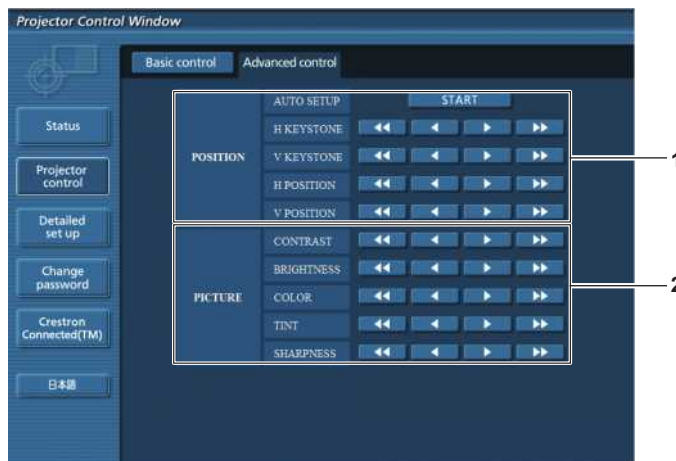 Projector Control Window
Basic control Advanced control
Status
Projector control
Detailed set up
Change password
Crestron Connected(TM)
日本語
POSITION
AUTO SETUP START
H KEYSTONE
V KEYSTONE
H POSITION
V POSITION
1
PICTURE
CONTRAST
BRIGHTNESS
COLOR
TINT
SHARPNESS
2